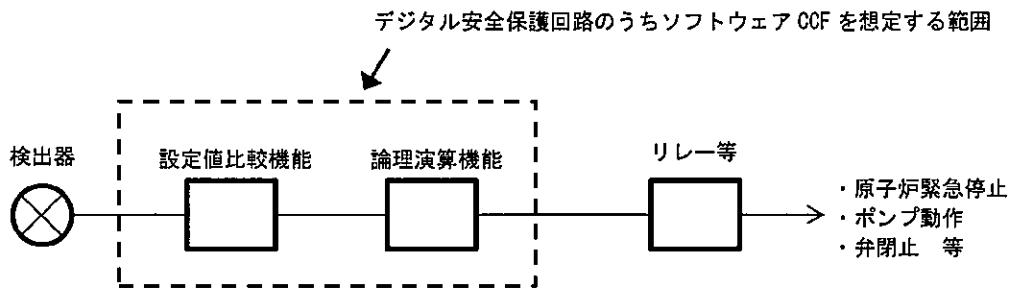 デジタル安全保護回路のうちソフトウェア CCF を想定する範囲
検出器
設定値比較機能
論理演算機能
リレー等
・原子炉緊急停止
・ポンプ動作
・弁閉止　等